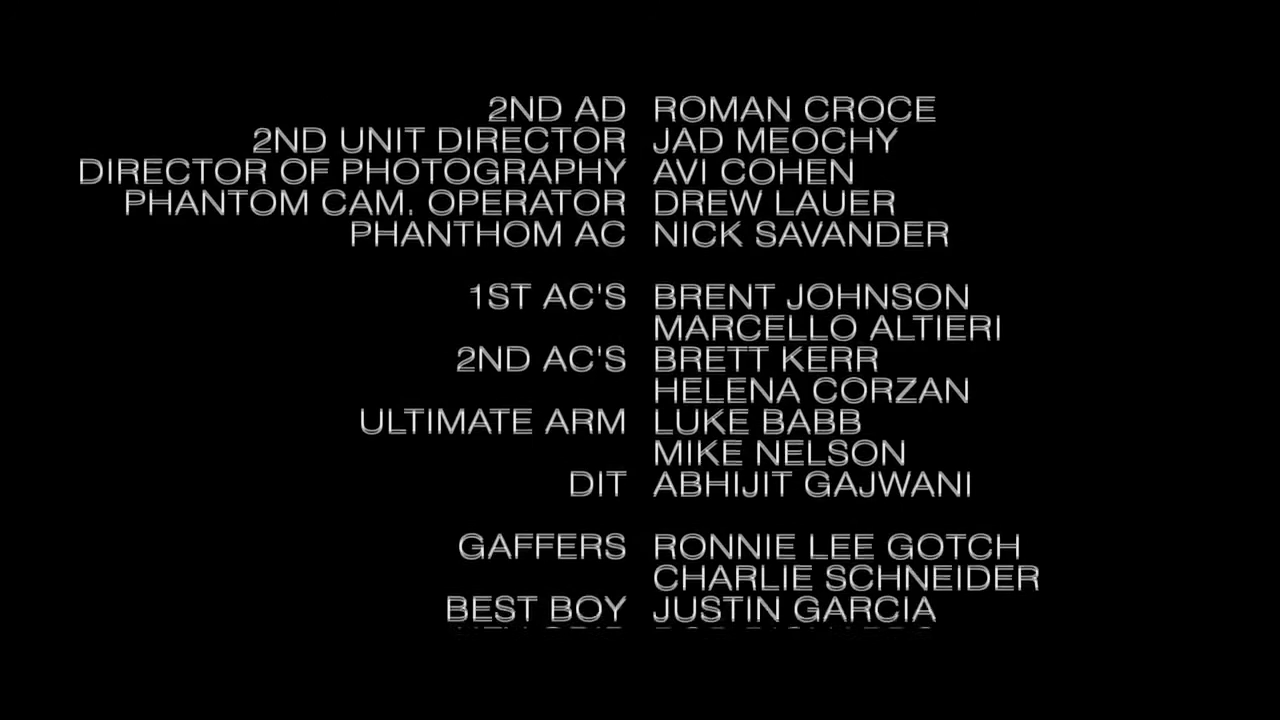 2ND AD ROMAN CROCE
2ND UNIT DIRECTOR JAD MEOCHY
DIRECTOR OF PHOTOGRAPHY AVI COHEN
PHANTOM CAM. OPERATOR DREW LAUER
PHANTHOM AC NICK SAVANDER
1ST AC'S BRENT JOHNSON
MARCELLO ALTIERI
2ND AC'S BRETT KERR
HELENA CORZAN
ULTIMATE ARM LUKE BABB
MIKE NELSON
DIT ABHIJIT GAJWANI
GAFFERS RONNIE LEE GOTCH
CHARLIE SCHNEIDER
BEST BOY JUSTIN GARCIA